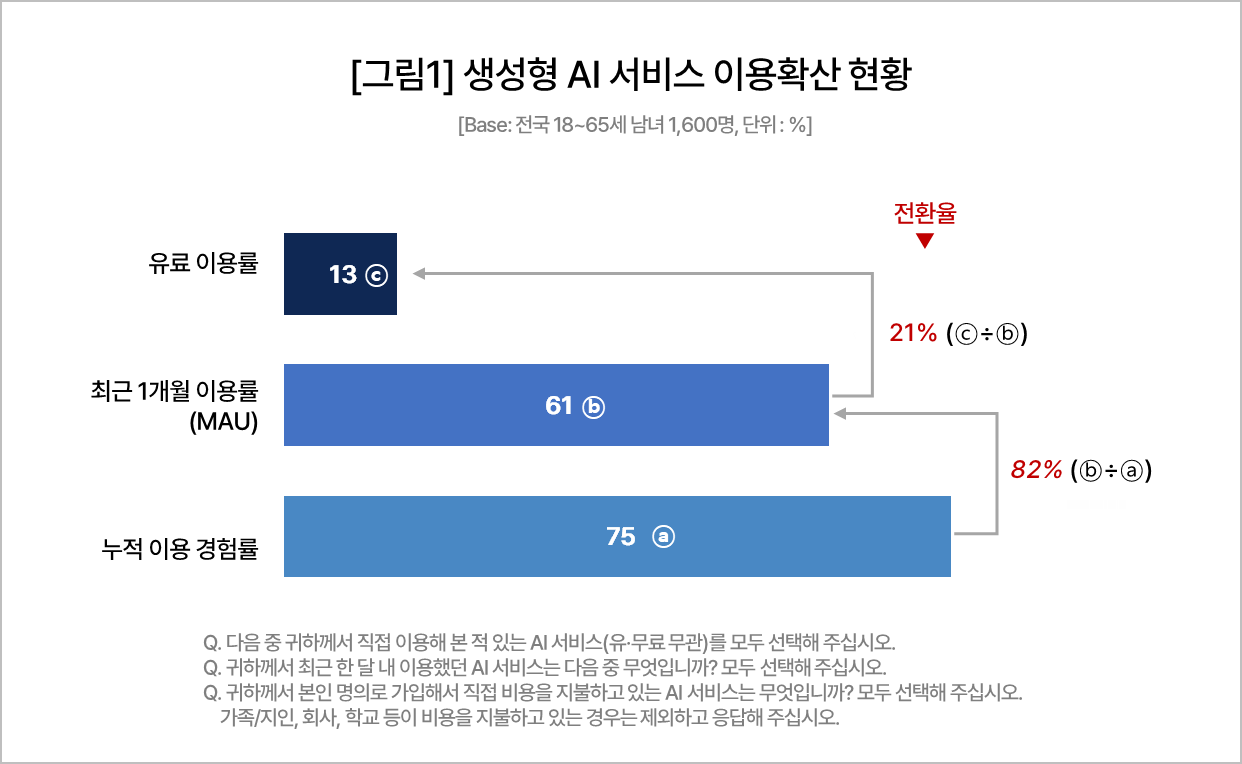 [그림1] 생성형 AI 서비스 이용확산 현황
[Base: 전국 18~65세 남녀 1,600명, 단위 : %]
전환율
▼
유료 이용률
13 ⓒ
21% (ⓒ÷ⓑ)
최근 1개월 이용률
(MAU)
61 ⓑ
82% (ⓑ÷ⓐ)
누적 이용 경험률
75 ⓐ
Q. 다음 중 귀하께서 직접 이용해 본 적 있는 AI 서비스(유·무료 무관)를 모두 선택해 주십시오.
Q. 귀하께서 최근 한 달 내 이용했던 AI 서비스는 다음 중 무엇입니까? 모두 선택해 주십시오.
Q. 귀하께서 본인 명의로 가입해서 직접 비용을 지불하고 있는 AI 서비스는 무엇입니까? 모두 선택해 주십시오.
가족/지인, 회사, 학교 등이 비용을 지불하고 있는 경우는 제외하고 응답해 주십시오.